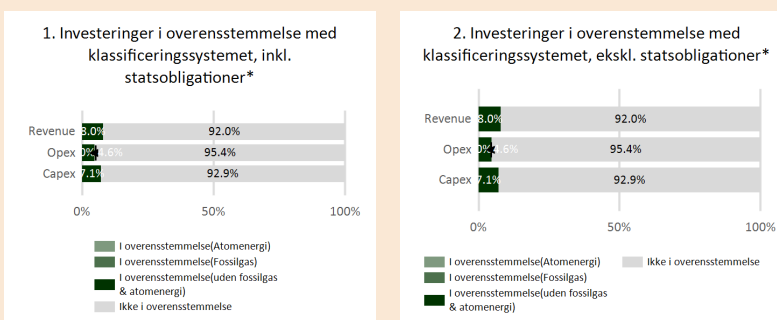 1. Investeringer i overensstemmelse med
klassificeringssystemet, inkl.
statsobligationer*
Revenue 8.0% 92.0%
Opex 0% 4.6% 95.4%
Capex 7.1% 92.9%
0% 50% 100%
I overensstemmelse(Atomenergi)
I overensstemmelse(Fossilgas)
I overensstemmelse(uden fossilgas
& atomenergi)
Ikke i overensstemmelse
2. Investeringer i overenstemmelse med
klassificeringssystemet, ekskl. statsobligationer*
Revenue 8.0% 92.0%
Opex 0% 4.6% 95.4%
Capex 7.1% 92.9%
0% 50% 100%
I overensstemmelse(Atomenergi) Ikke i overensstemmelse
I overensstemmelse(Fossilgas)
I overensstemmelse(uden fossilgas
& atomenergi)